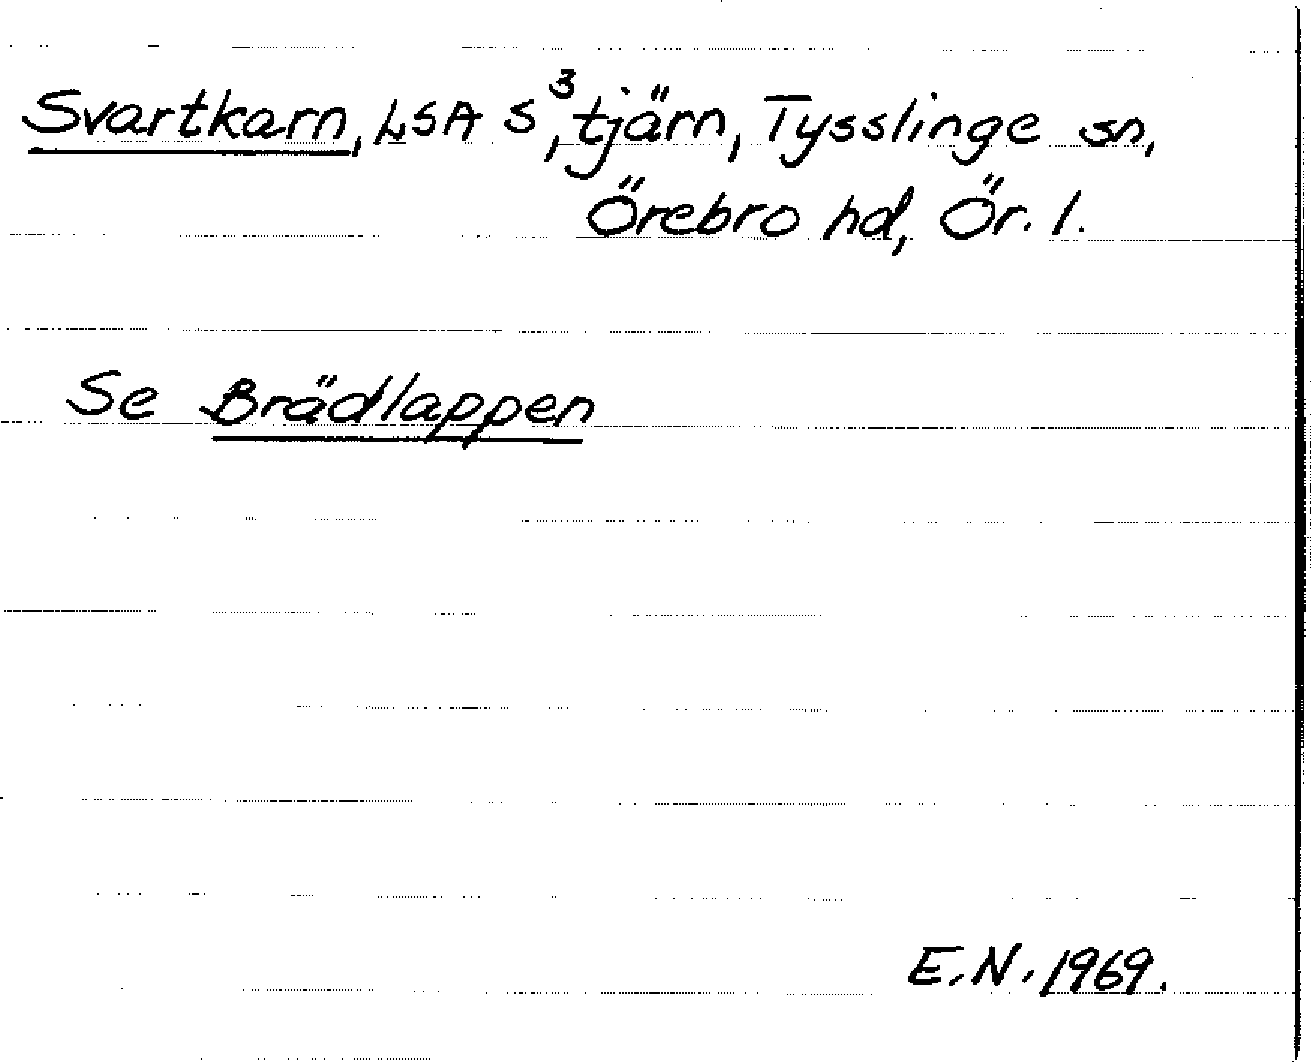 Svartkarn, LSA S³, tjärn, Tysslinge sn,
Örebro hd, Ör. l.
Se Brädlappen
E.N. 1969.